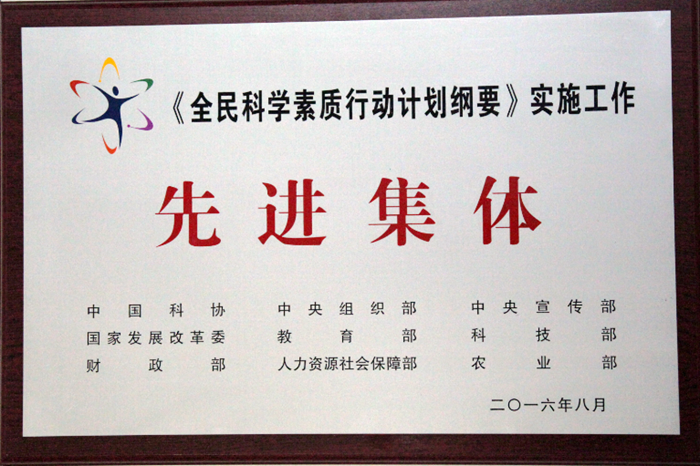 《全民科学素质行动计划纲要》实施工作
先进集体
中国科协 中央组织部 中央宣传部
国家发展改革委 教育部 科技部
财政部 人力资源社会保障部 农业部
二〇一六年八月